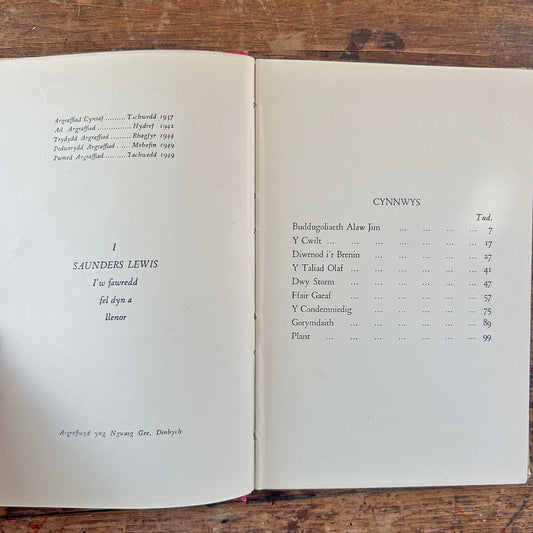 Argraffiad Cyntaf ......... Tachwedd 1937
Ail Argraffiad ............... Hydref 1942
Trydydd Argraffiad ......... Rhagfyr 1944
Pedwerydd Argraffiad . .... Mehefin 1949
Pumed Argraffiad .... .... Tachwedd 1949
I
SAUNDERS LEWIS
I'w fawredd
fel dyn a
llenor
Argraffwyd yng Ngwasg Gee, Dinbych
CYNNWYS
Tud.
Buddugoliaeth Alaw Jim ... ... ... ... 7
Y Cwilt ... ... ... ... ... ... 17
Diwrnod i'r Brenin ... ... ... ... 27
Y Taliad Olaf ... ... ... ... ... 41
Dwy Storm ... ... ... ... ... 47
Ffair Gaeaf ... ... ... ... ... 57
Y Condemniedig ... ... ... ... 75
Gorymdaith ... ... ... ... ... 89
Plant ... ... ... ... ... ... 99